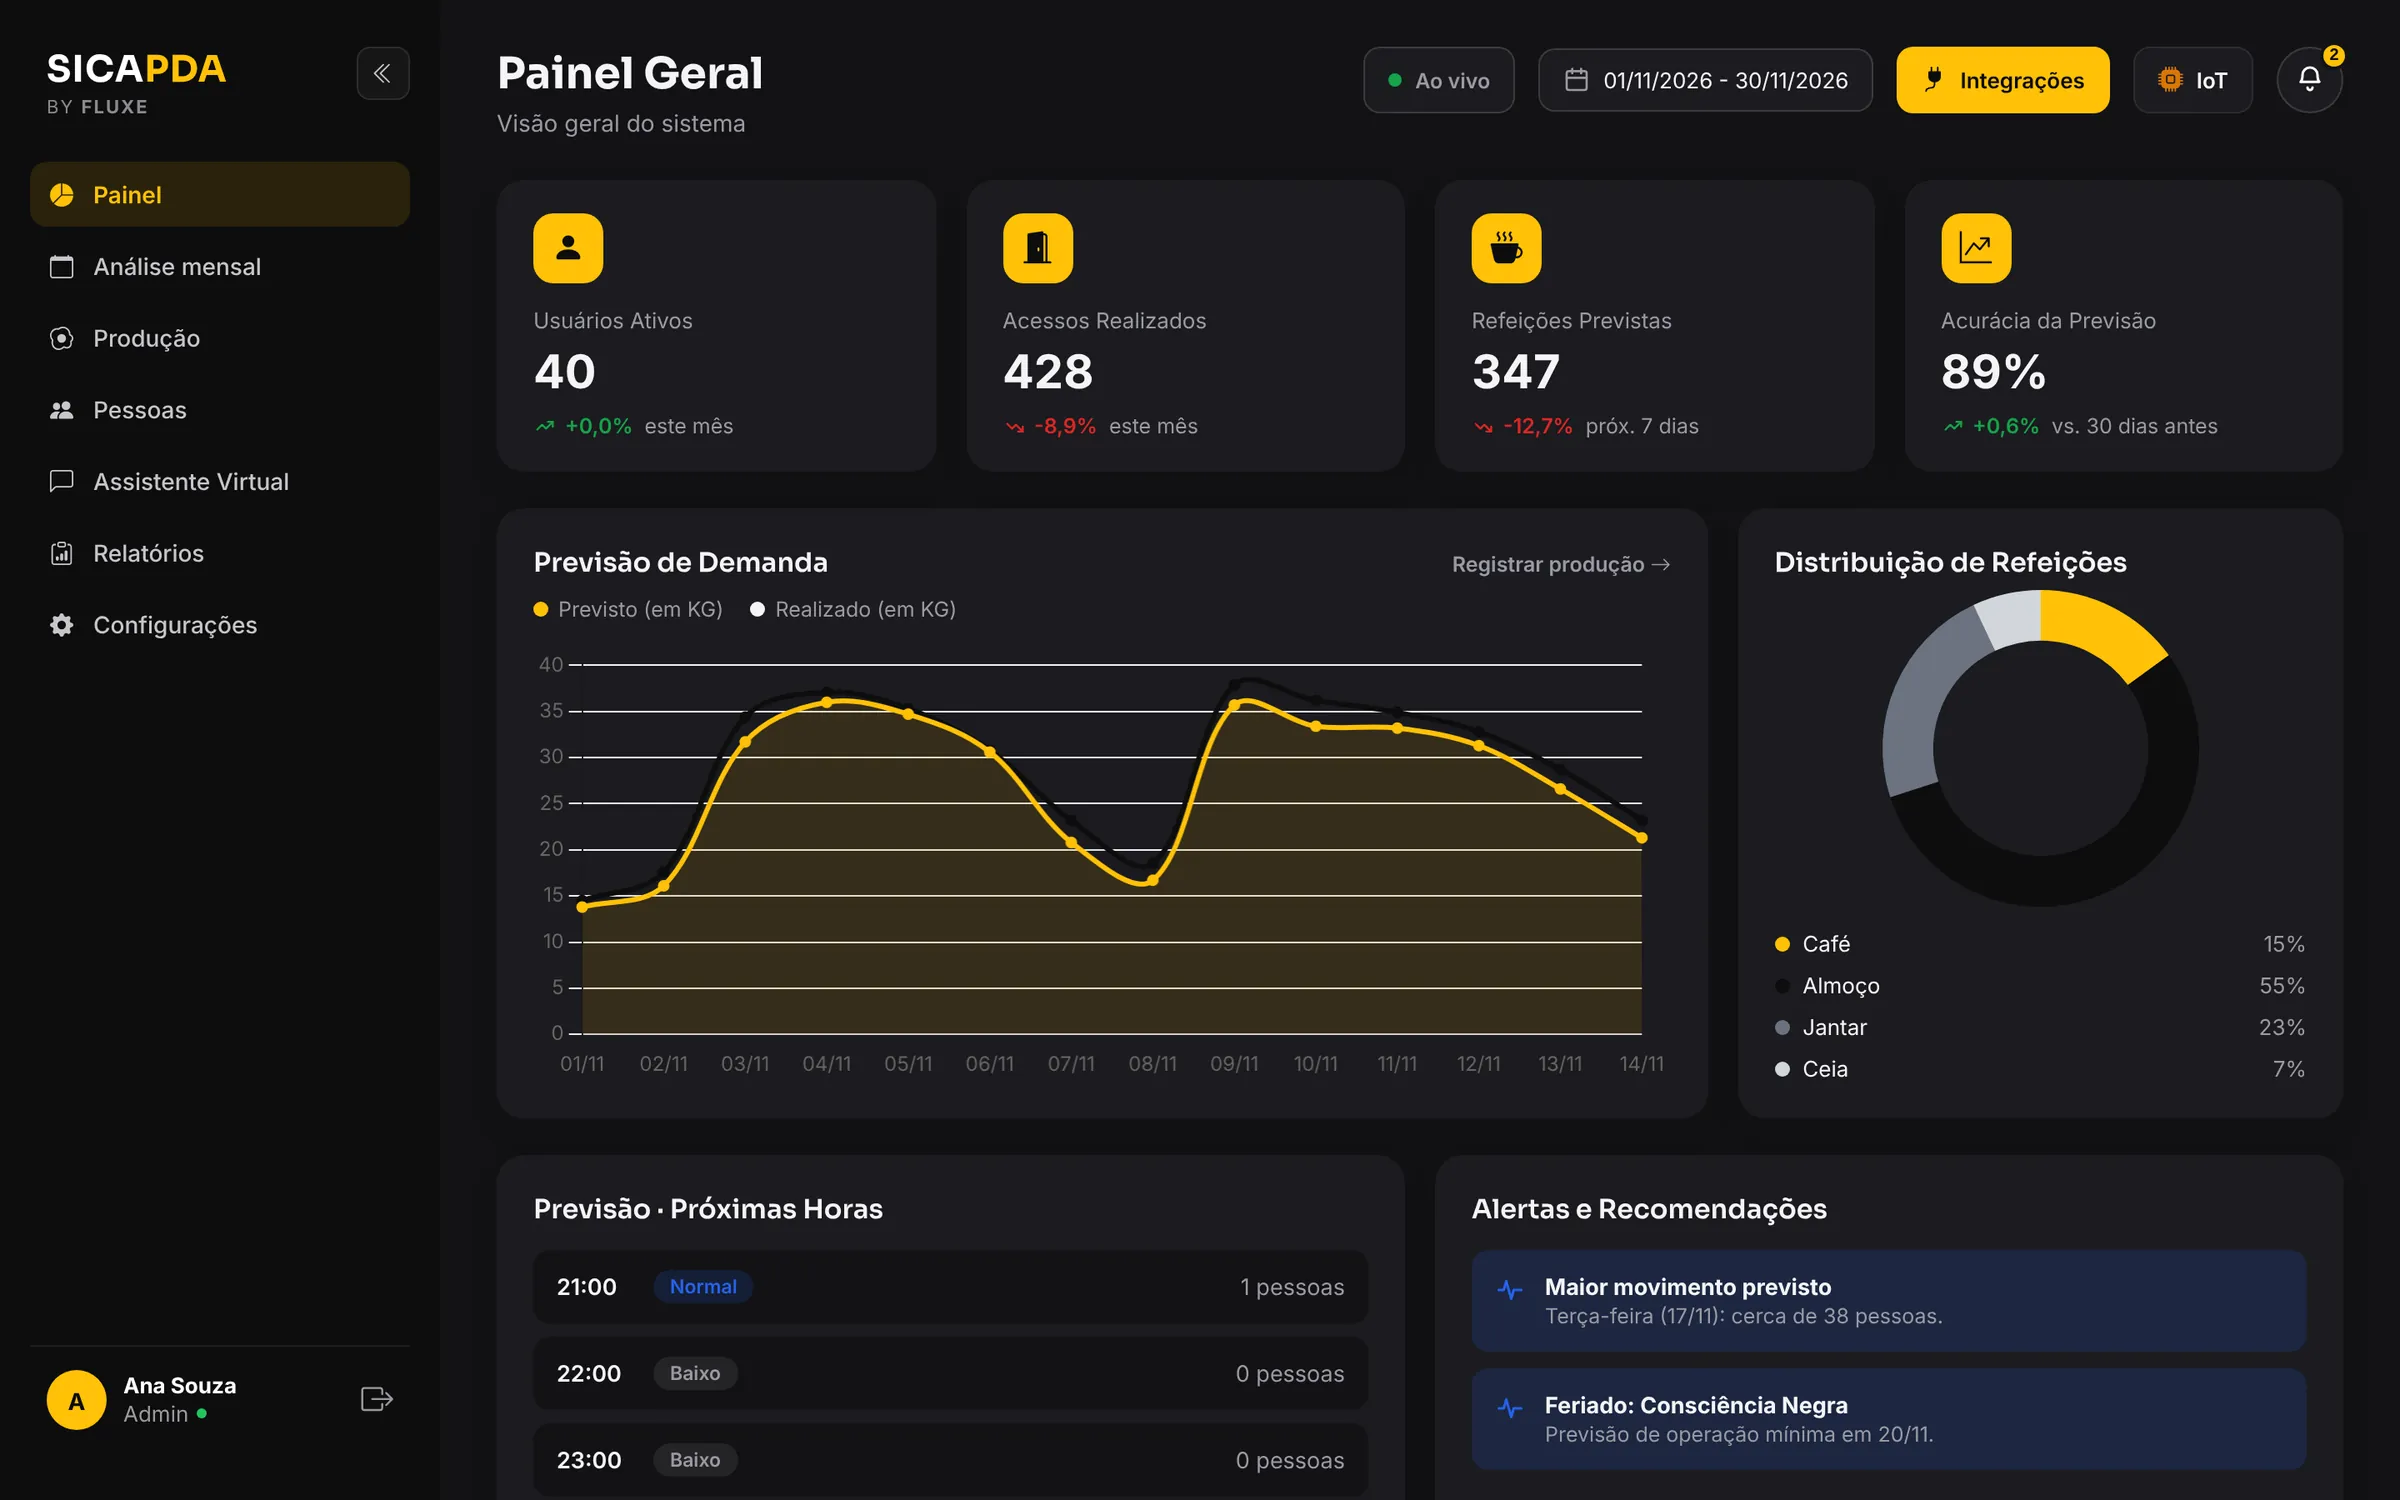 SICAPDA
BY FLUXE
Painel
Análise mensal
Produção
Pessoas
Assistente Virtual
Relatórios
Configurações
Ana Souza
A
Admin
Painel Geral
Visão geral do sistema
Ao vivo
01/11/2026 - 30/11/2026
Integrações
IoT
2
Usuários Ativos
40
+0,0% este mês
Acessos Realizados
428
-8,9% este mês
Refeições Previstas
347
-12,7% próx. 7 dias
Acurácia da Previsão
89%
+0,6% vs. 30 dias antes
Previsão de Demanda
Registrar produção →
Previsto (em KG) Realizado (em KG)
40
35
30
25
20
15
10
5
0
01/11 02/11 03/11 04/11 05/11 06/11 07/11 08/11 09/11 10/11 11/11 12/11 13/11 14/11
Distribuição de Refeições
Café 15%
Almoço 55%
Jantar 23%
Ceia 7%
Previsão · Próximas Horas
21:00 Normal 1 pessoas
22:00 Baixo 0 pessoas
23:00 Baixo 0 pessoas
Alertas e Recomendações
Maior movimento previsto
Terça-feira (17/11): cerca de 38 pessoas.
Feriado: Consciência Negra
Previsão de operação mínima em 20/11.